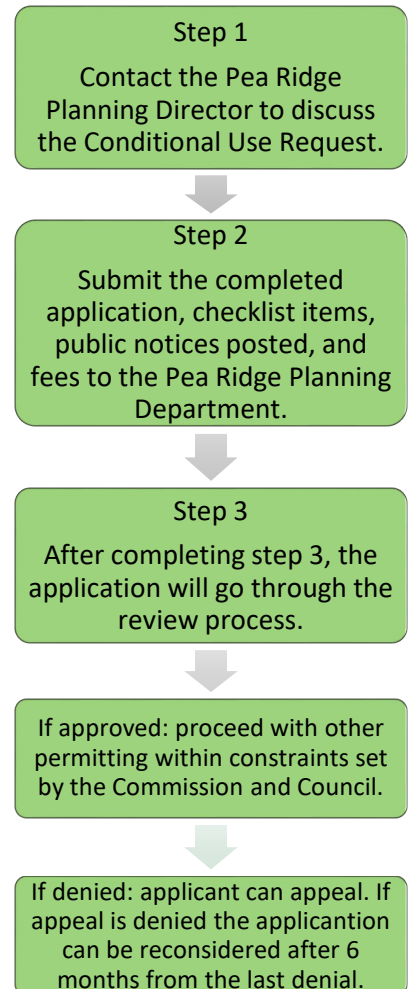 Step 1
Contact the Pea Ridge
Planning Director to discuss
the Conditional Use Request.
Step 2
Submit the completed
application, checklist items,
public notices posted, and
fees to the Pea Ridge Planning
Department.
Step 3
After completing step 3, the
application will go through the
review process.
If approved: proceed with other
permitting within constraints set
by the Commission and Council.
If denied: applicant can appeal. If
appeal is denied the applicantion
can be reconsidered after 6
months from the last denial.